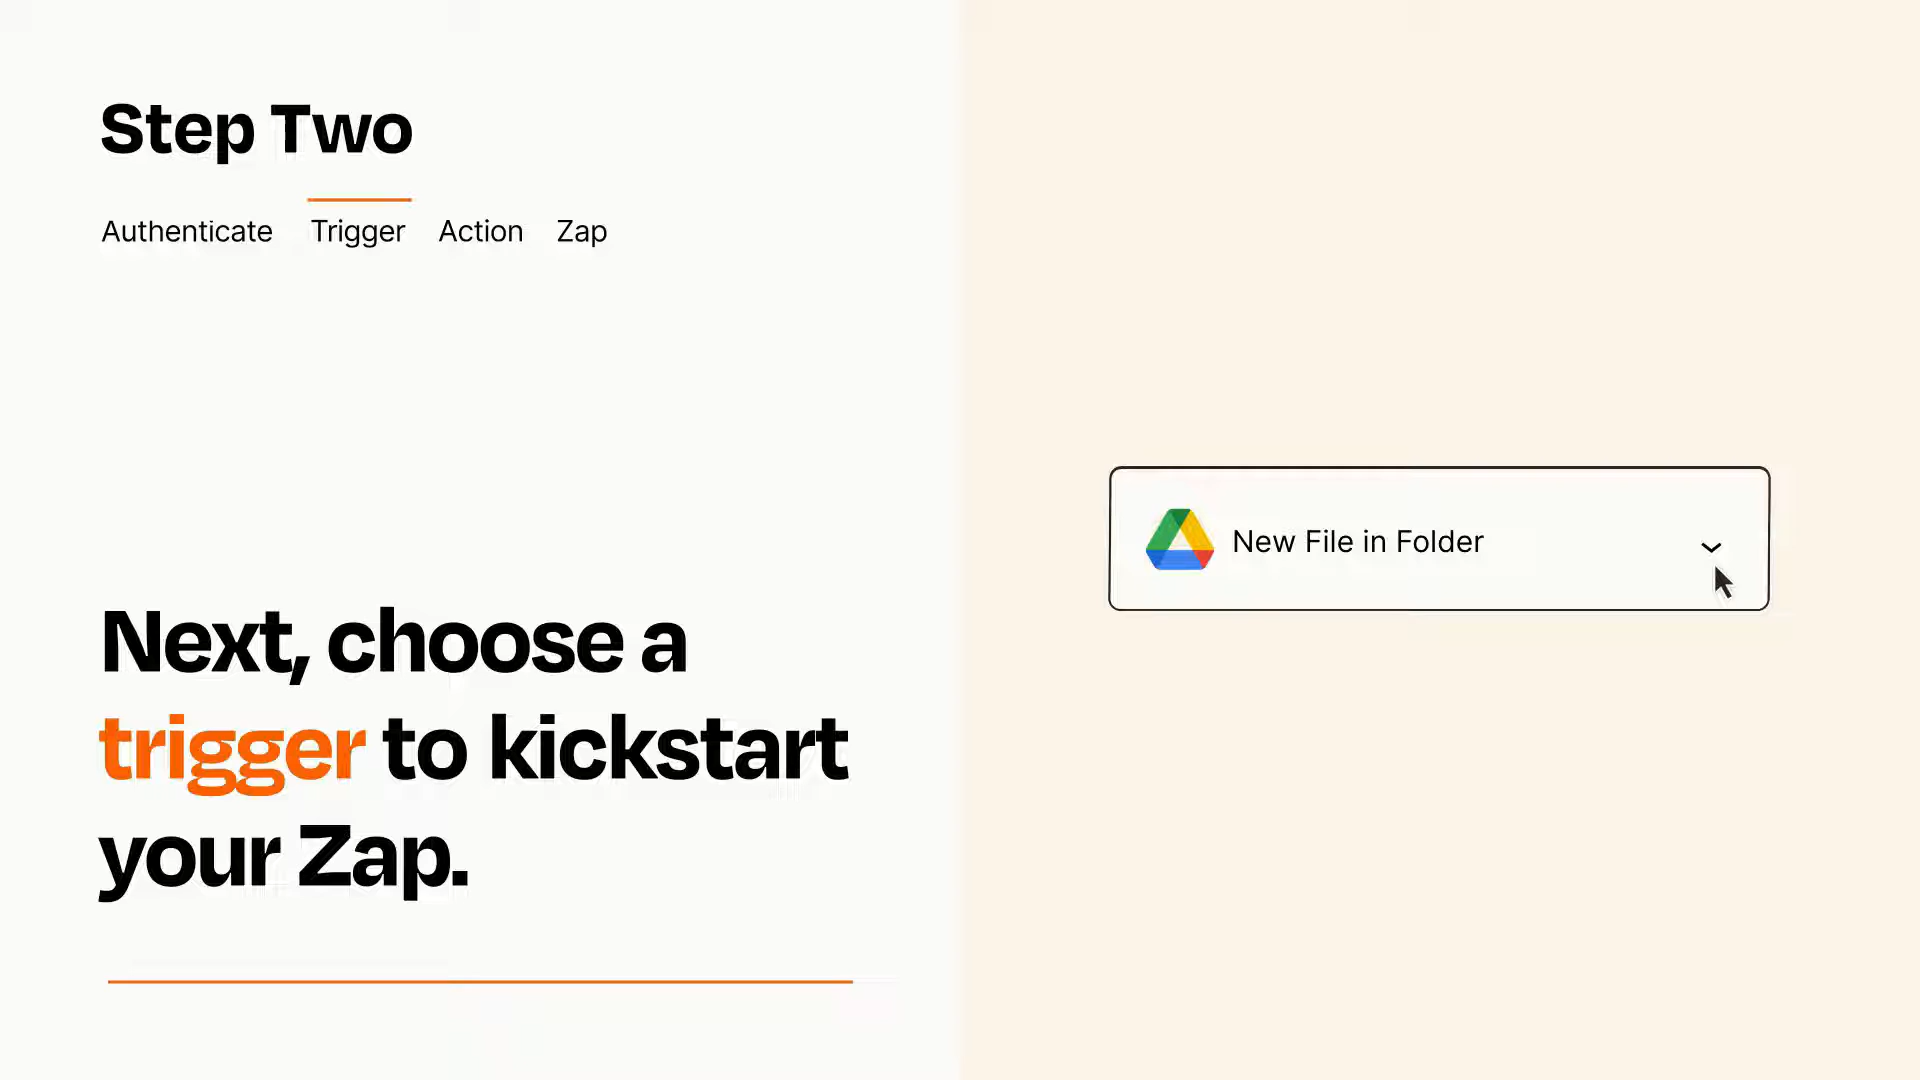 Step Two
Authenticate Trigger Action Zap
Next, choose a
trigger to kickstart
your Zap.
New File in Folder